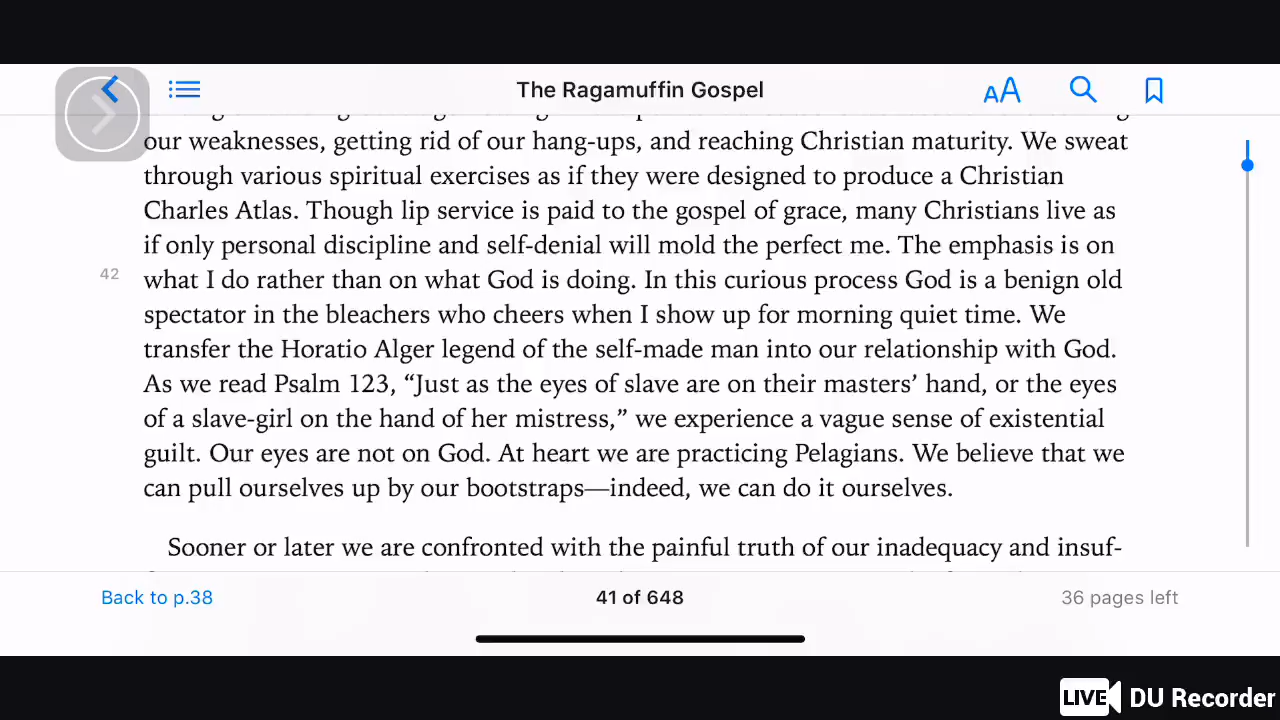 The Ragamuffin Gospel
AA
our weaknesses, getting rid of our hang-ups, and reaching Christian maturity. We sweat
through various spiritual exercises as if they were designed to produce a Christian
Charles Atlas. Though lip service is paid to the gospel of grace, many Christians live as
if only personal discipline and self-denial will mold the perfect me. The emphasis is on
42
what I do rather than on what God is doing. In this curious process God is a benign old
spectator in the bleachers who cheers when I show up for morning quiet time. We
transfer the Horatio Alger legend of the self-made man into our relationship with God.
As we read Psalm 123, “Just as the eyes of slave are on their masters’ hand, or the eyes
of a slave-girl on the hand of her mistress,” we experience a vague sense of existential
guilt. Our eyes are not on God. At heart we are practicing Pelagians. We believe that we
can pull ourselves up by our bootstraps—indeed, we can do it ourselves.
Sooner or later we are confronted with the painful truth of our inadequacy and insuf-
Back to p.38
41 of 648
36 pages left
LIVE DU Recorder